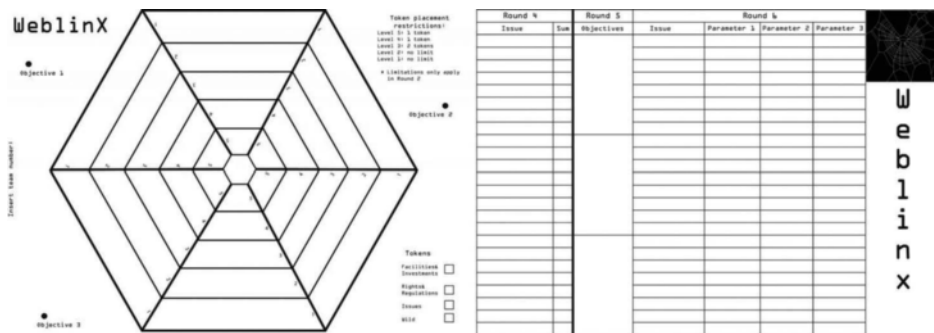 WeblinX
Token placement
restrictions:
Level 5: 1 token
Level 4: 1 token
Level 3: 2 tokens
Level 2: no limit
Level 1: no limit
* Limitations only apply
in Round 2
Objective 1
Objective 2
Insert team number:
Objective 3
Tokens
Facilities&
Investments
Rights&
Regulations
Issues
Wild
Round 4
Round 5
Round 6
Issue
Sum
Objectives
Issue
Parameter 1
Parameter 2
Parameter 3
Weblinx